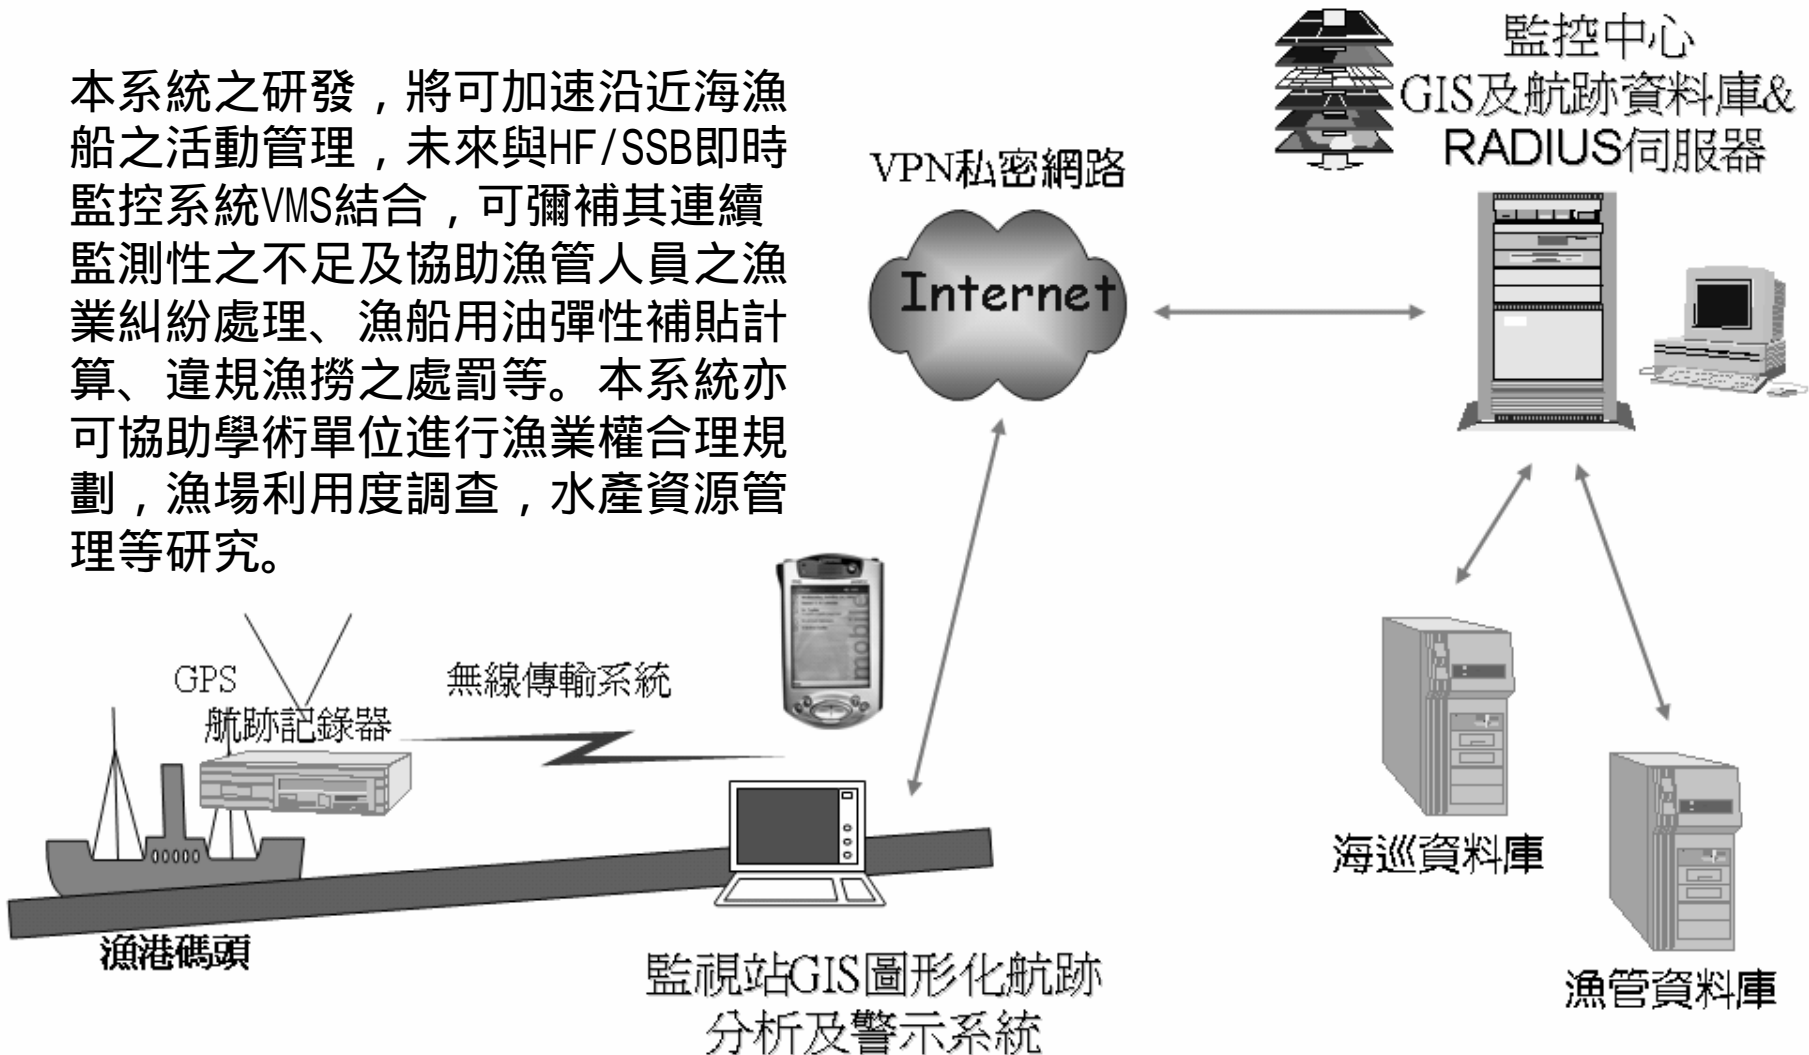 本系統之研發，將可加速沿近海漁
船之活動管理，未來與HF/SSB即時
監控系統VMS結合，可彌補其連續
監測性之不足及協助漁管人員之漁
業糾紛處理、漁船用油彈性補貼計
算、違規漁撈之處罰等。本系統亦
可協助學術單位進行漁業權合理規
劃，漁場利用度調查，水產資源管
理等研究。
監控中心
GIS及航跡資料庫&
RADIUS伺服器
VPN私密網路
Internet
GPS
航跡記錄器
無線傳輸系統
mobile
漁港碼頭
監視站GIS圖形化航跡
分析及警示系統
海巡資料庫
漁管資料庫